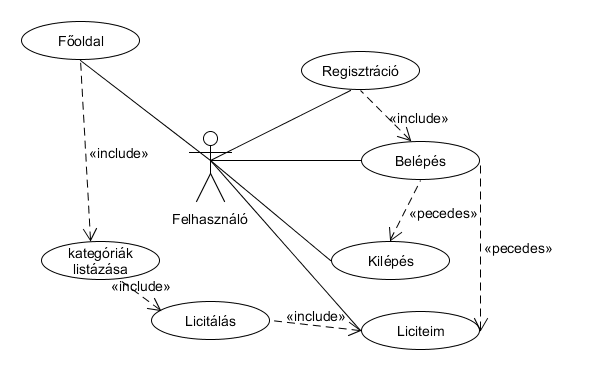 Főoldal
Regisztráció
«include»
«include»
Belépés
Felhasználó
«pecedes»
kategóriák
listázása
Kilépés
«pecedes»
«include»
Licitálás
«include»
Liciteim